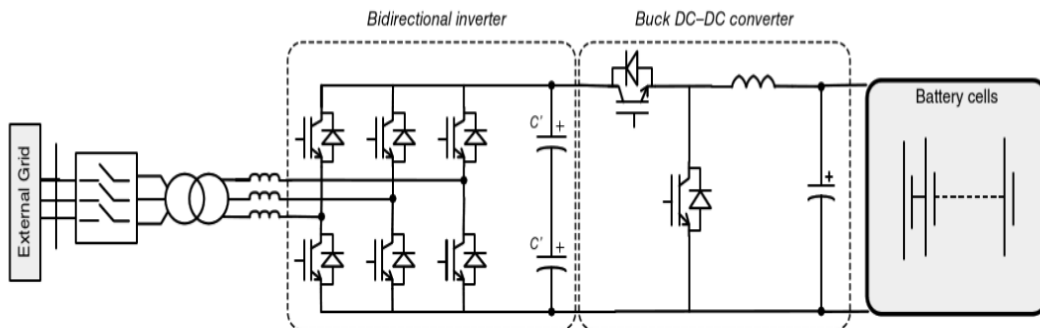 Bidirectional inverter
Buck DC–DC converter
External Grid
C' +
C' +
+
Battery cells